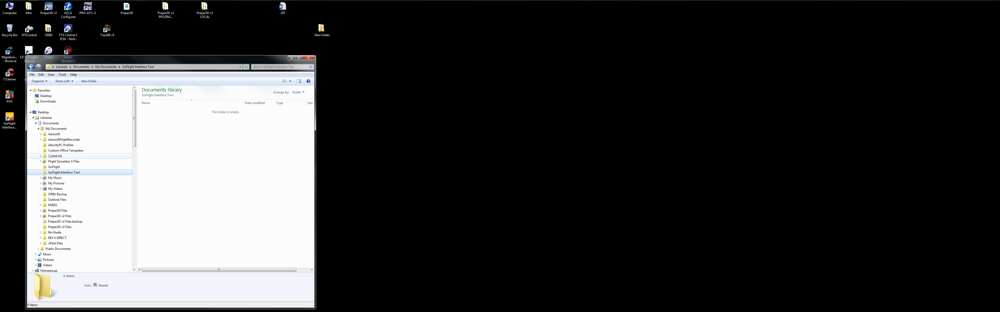 Computer
Misc
Prepar3D v3
EZCA
Config.exe
PRO-ATC-X
Prepar3D
Prepar3D v3
PROGRA...
Prepar3D v3
LOCAL
GIT
Recycle Bin
VFXCentral
ORBX
FTX Central 2
(FSX - Nort...
TrackIR v5
New folder
Migration...
- Shortcut
CCleaner
AVG
GoFlight
Interface...
Libraries
Documents
My Documents
GoFlight Interface Tool
Search GoFlight Interface Tool
File Edit View Tools Help
Organize Share with New folder
Favorites
Desktop
Downloads
Desktop
Libraries
Documents
My Documents
Aerosoft
AerosoftFlightRecorder
AlacrityPC Profiles
Custom Office Templates
CyberLink
Flight Simulator X Files
GoFlight
GoFlight Interface Tool
My Music
My Pictures
My Videos
ORBX Backup
Outlook Files
PMDG
Prepar3D Files
Prepar3D v2 Files
Prepar3D v2 Files.backup
Prepar3D v3 Files
Re-Shade
REX 4 DIRECT
vPilot Files
Public Documents
Music
Pictures
Videos
Homegroup
Documents library
GoFlight Interface Tool
Arrange by: Folder
Name Date modified Type Size
This folder is empty.
0 items
State: Shared
0 items